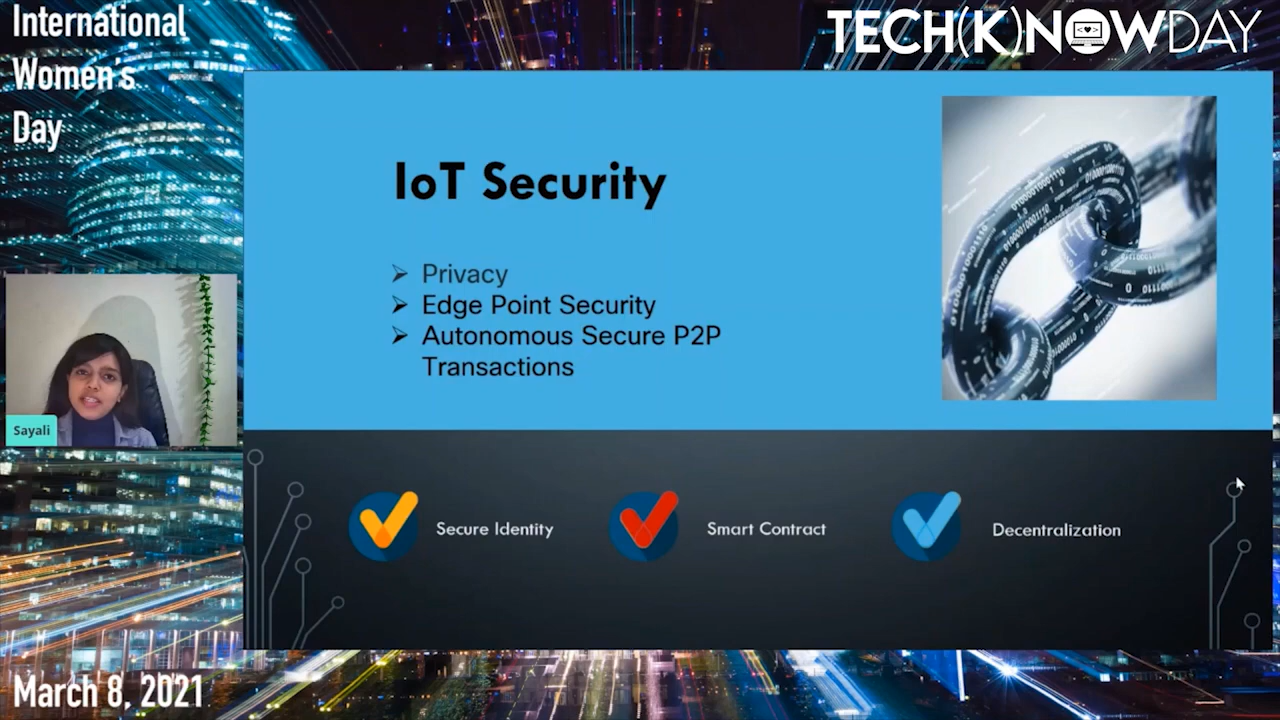 International
Women's
Day
TECH(K)NOWDAY
IoT Security
➢ Privacy
➢ Edge Point Security
➢ Autonomous Secure P2P
Transactions
Sayali
Secure Identity
Smart Contract
Decentralization
March 8, 2021